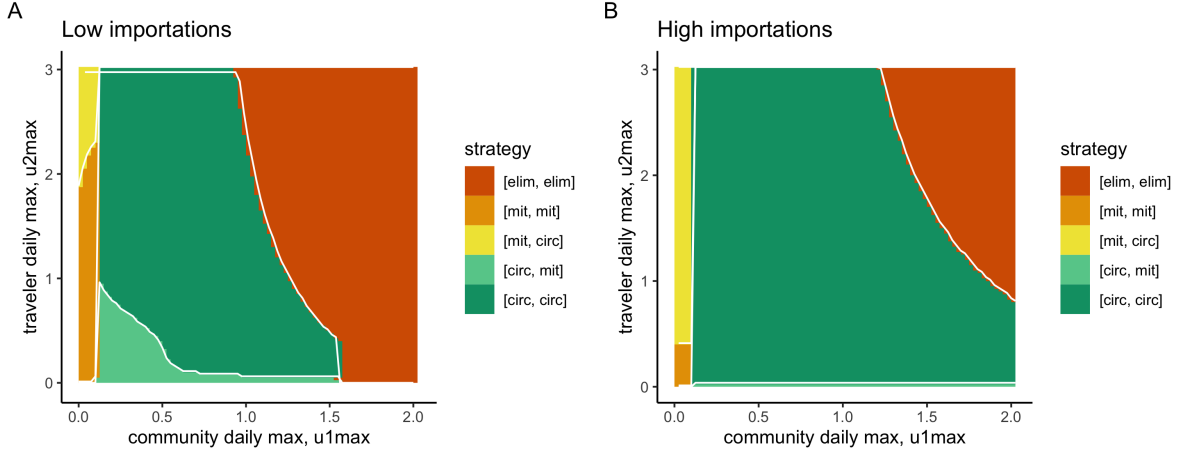 A
Low importations
traveler daily max, u2max
3
2
1
0
0.0 0.5 1.0 1.5 2.0
community daily max, u1max
strategy
[elim, elim]
[mit, mit]
[mit, circ]
[circ, mit]
[circ, circ]
B
High importations
traveler daily max, u2max
3
2
1
0
0.0 0.5 1.0 1.5 2.0
community daily max, u1max
strategy
[elim, elim]
[mit, mit]
[mit, circ]
[circ, mit]
[circ, circ]